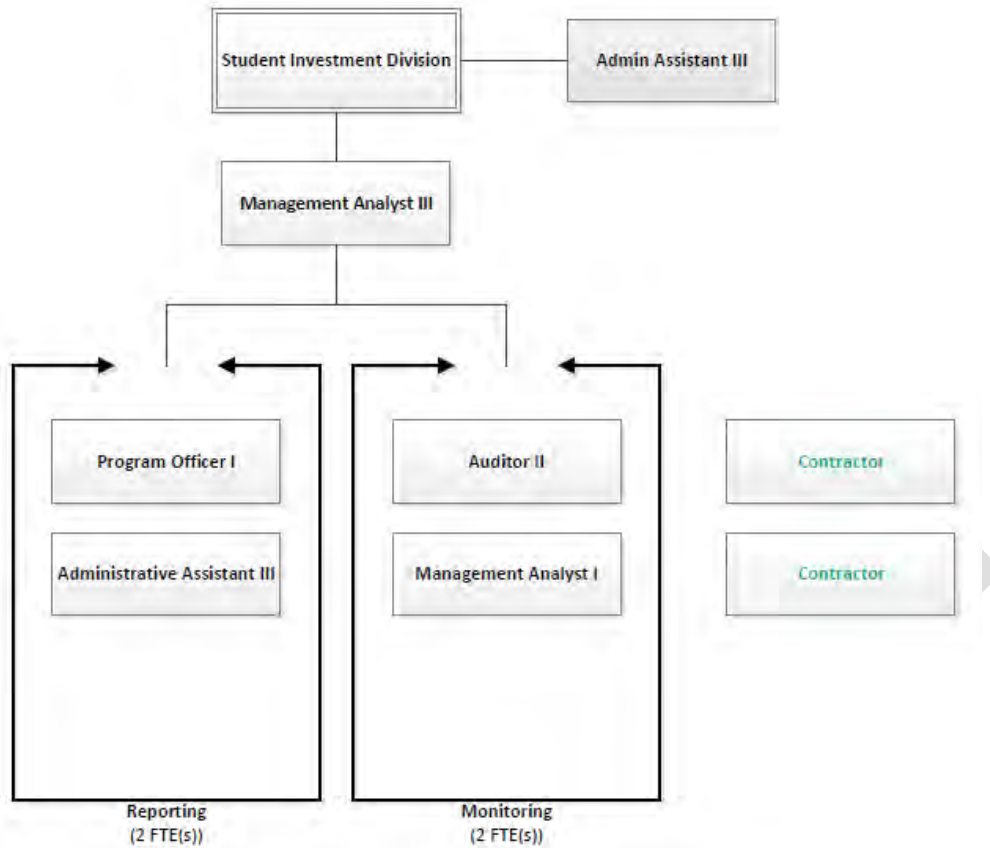 Student Investment Division
Admin Assistant III
Management Analyst III
Program Officer I
Auditor II
Contractor
Administrative Assistant III
Management Analyst I
Contractor
Reporting
(2 FTE(s))
Monitoring
(2 FTE(s))